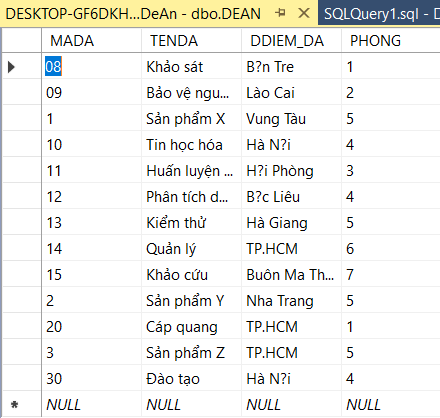 DESKTOP-GF6DKH...DeAn - dbo.DEAN SQLQuery1.sql - D
MADA TENDA DDIEM_DA PHONG
08 Khảo sát B?n Tre 1
09 Bảo vệ ngu... Lào Cai 2
1 Sản phẩm X Vung Tàu 5
10 Tin học hóa Hà N?i 4
11 Huấn luyện ... H?i Phòng 3
12 Phân tích d... B?c Liêu 4
13 Kiểm thử Hà Giang 5
14 Quản lý TP.HCM 6
15 Khảo cứu Buôn Ma Th... 7
2 Sản phẩm Y Nha Trang 5
20 Cáp quang TP.HCM 1
3 Sản phẩm Z TP.HCM 5
30 Đào tạo Hà N?i 4
NULL NULL NULL NULL